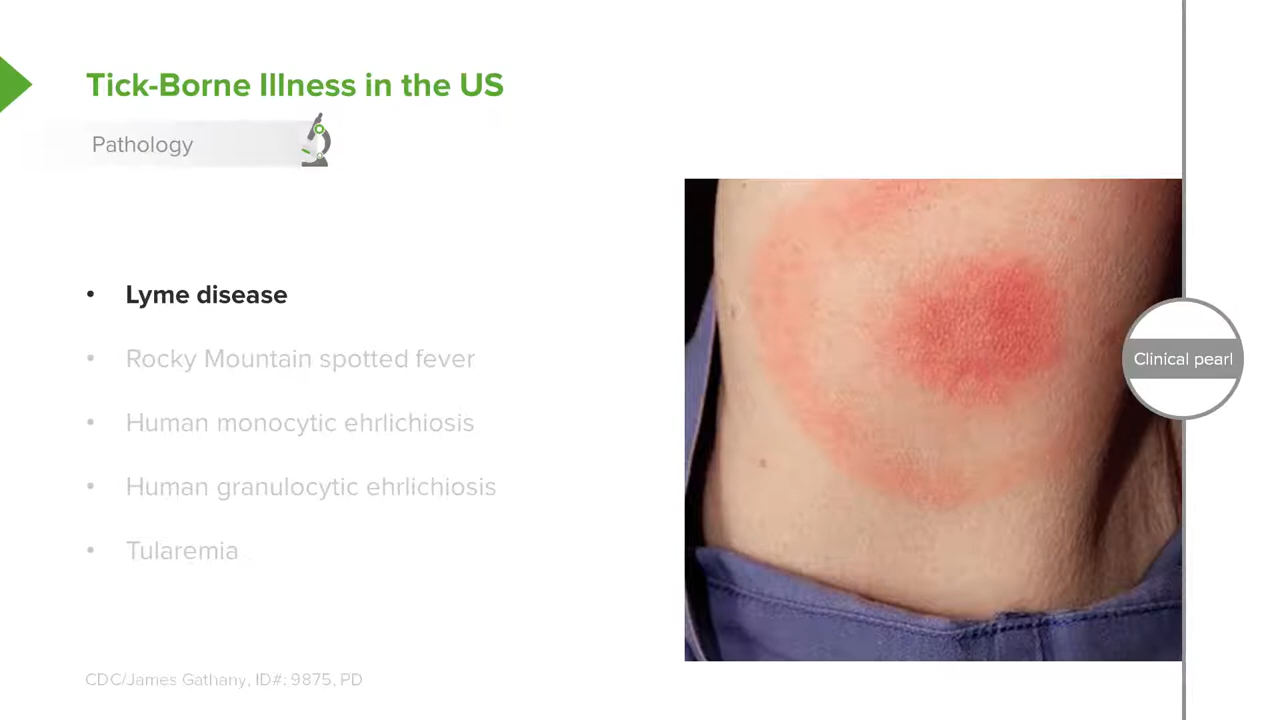 Tick-Borne Illness in the US
Pathology
• Lyme disease
• Rocky Mountain spotted fever
• Human monocytic ehrlichiosis
• Human granulocytic ehrlichiosis
• Tularemia
Clinical pearl
CDC/James Gathany, ID#: 9875, PD